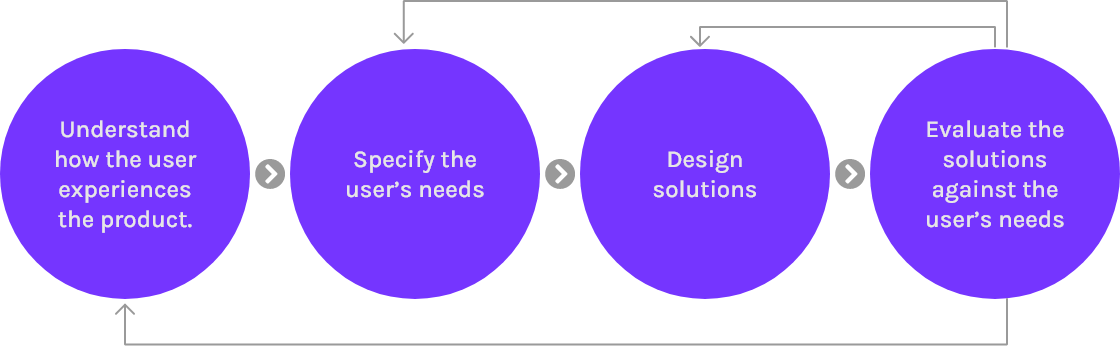 Understand
how the user
experiences
the product.
Specify the
user’s needs
Design
solutions
Evaluate the
solutions
against the
user’s needs